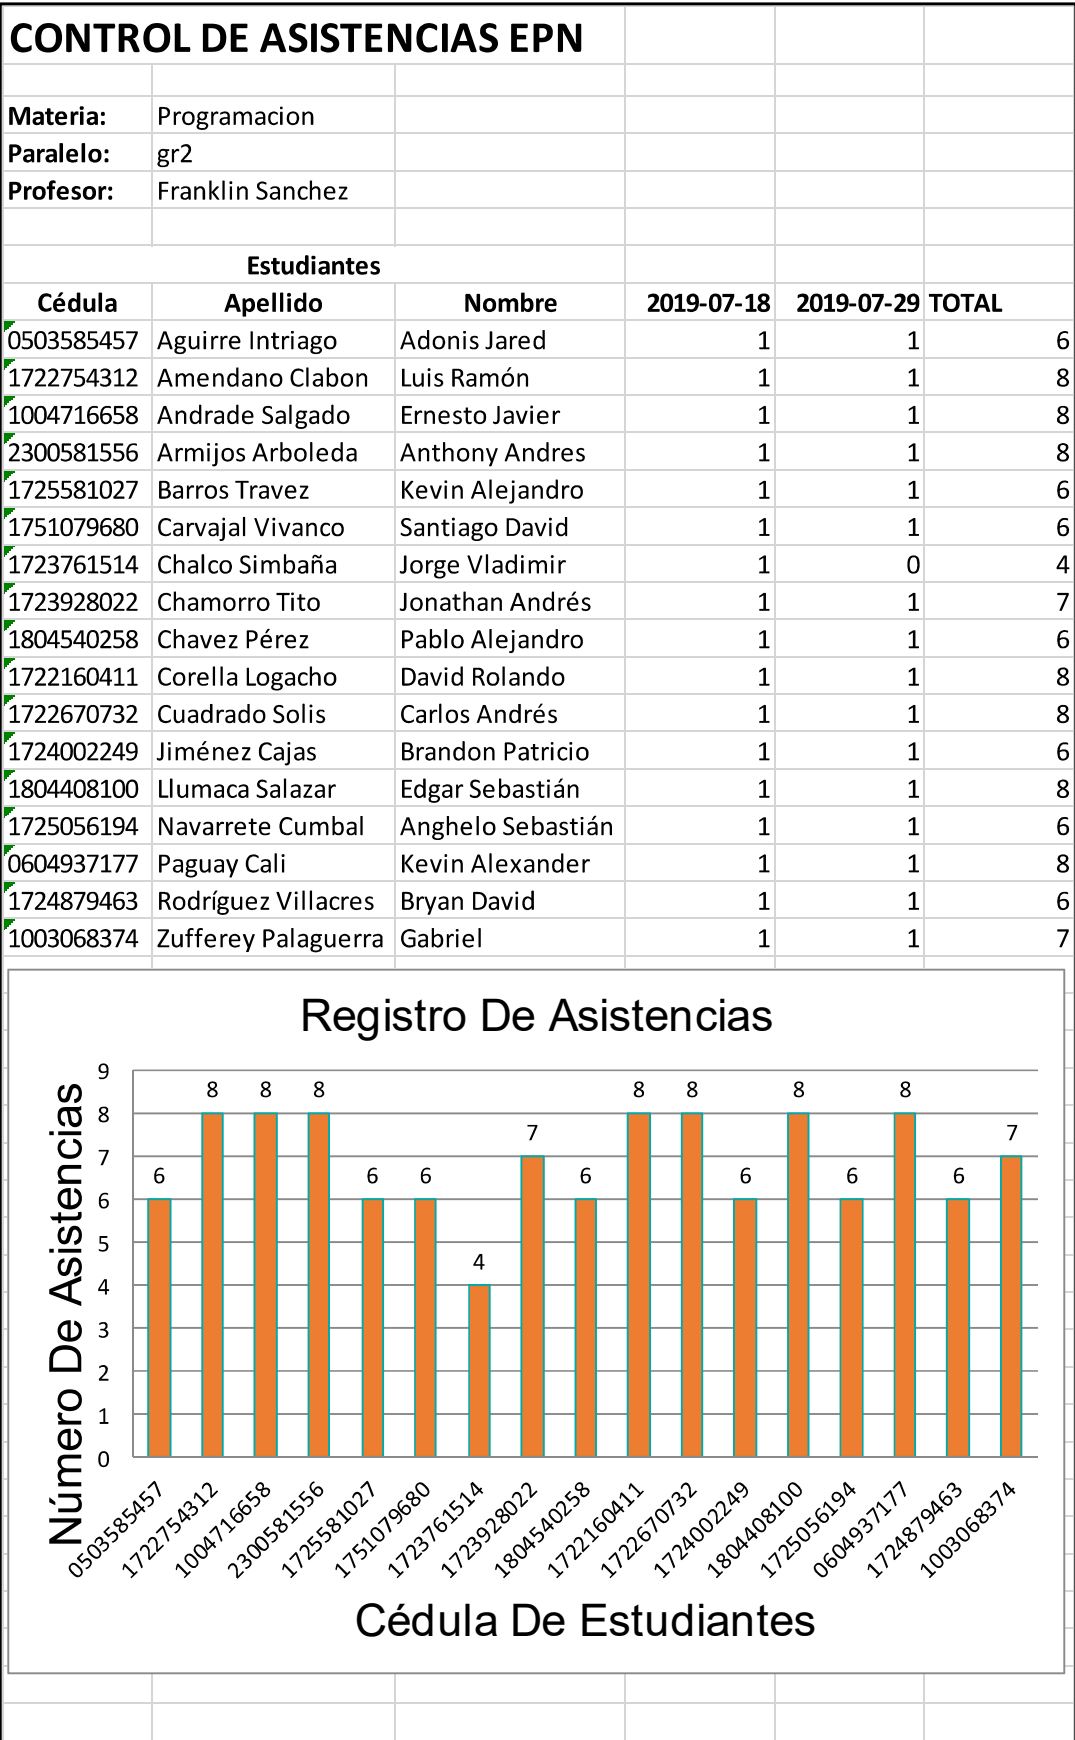 CONTROL DE ASISTENCIAS EPN
Materia: Programacion
Paralelo: gr2
Profesor: Franklin Sanchez
Estudiantes
Cédula Apellido Nombre 2019-07-18 2019-07-29 TOTAL
0503585457 Aguirre Intriago Adonis Jared 1 1 6
1722754312 Amendano Clabon Luis Ramón 1 1 8
1004716658 Andrade Salgado Ernesto Javier 1 1 8
2300581556 Armijos Arboleda Anthony Andres 1 1 8
1725581027 Barros Travez Kevin Alejandro 1 1 6
1751079680 Carvajal Vivanco Santiago David 1 1 6
1723761514 Chalco Simbaña Jorge Vladimir 1 0 4
1723928022 Chamorro Tito Jonathan Andrés 1 1 7
1804540258 Chavez Pérez Pablo Alejandro 1 1 6
1722160411 Corella Logacho David Rolando 1 1 8
1722670732 Cuadrado Solis Carlos Andrés 1 1 8
1724002249 Jiménez Cajas Brandon Patricio 1 1 6
1804408100 Llumaca Salazar Edgar Sebastián 1 1 8
1725056194 Navarrete Cumbal Anghelo Sebastián 1 1 6
0604937177 Paguay Cali Kevin Alexander 1 1 8
1724879463 Rodríguez Villacres Bryan David 1 1 6
1003068374 Zufferey Palaguerra Gabriel 1 1 7
Registro De Asistencias
Número De Asistencias
9
8
7
6
5
4
3
2
1
0
6 8 8 8 6 6 4 7 6 8 8 6 8 6 8 6 7
0503585457
1722754312
1004716658
2300581556
1725581027
1751079680
1723761514
1723928022
1804540258
1722160411
1722670732
1724002249
1804408100
1725056194
0604937177
1724879463
1003068374
Cédula De Estudiantes